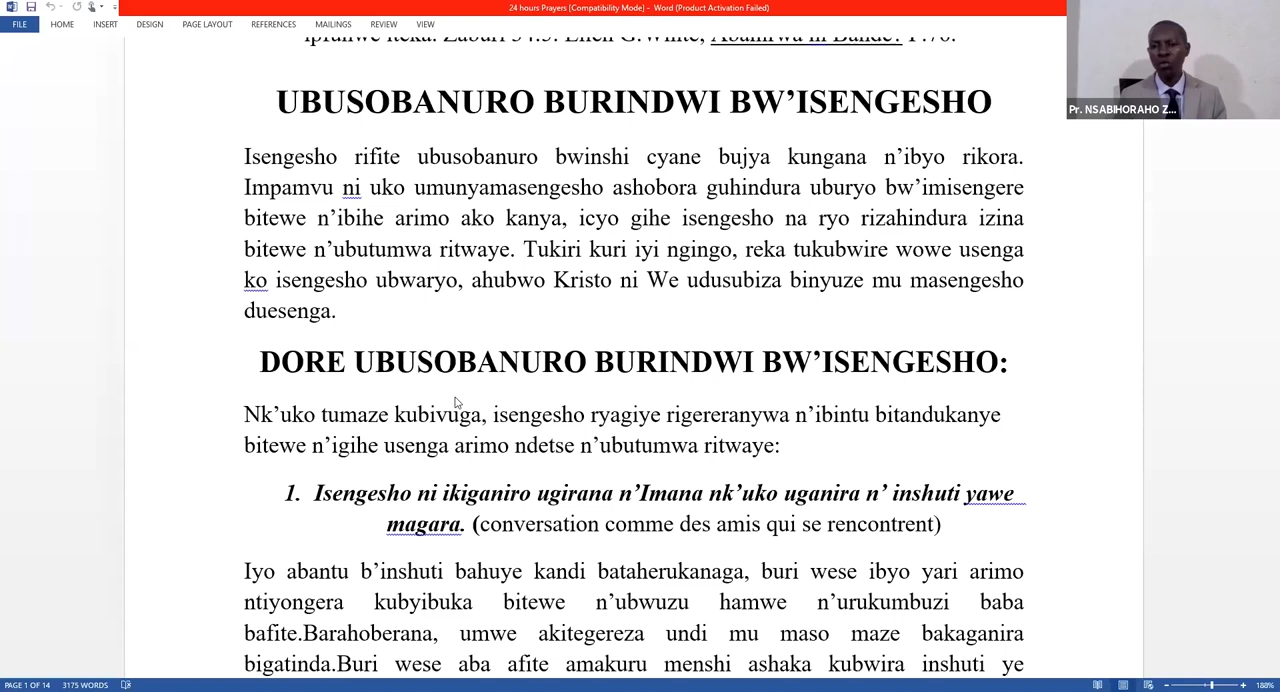 24 hours Prayers [Compatibility Mode] - Word (Product Activation Failed)
FILE HOME INSERT DESIGN PAGE LAYOUT REFERENCES MAILINGS REVIEW VIEW
Pr. NSABIHORAHO Z...
UBUSOBANURO BURINDWI BW’ISENGESHO
Isengesho rifite ubusobanuro bwinshi cyane bujya kungana n’ibyo rikora.
Impamvu ni uko umunyamasengesho ashobora guhindura uburyo bw’imisengere
bitewe n’ibihe arimo ako kanya, icyo gihe isengesho na ryo rizahindura izina
bitewe n’ubutumwa ritwaye. Tukiri kuri iyi ngingo, reka tukubwire wowe usenga
ko isengesho ubwaryo, ahubwo Kristo ni We udusubiza binyuze mu masengesho
duesenga.
DORE UBUSOBANURO BURINDWI BW’ISENGESHO:
Nk’uko tumaze kubivuga, isengesho ryagiye rigereranywa n’ibintu bitandukanye
bitewe n’igihe usenga arimo ndetse n’ubutumwa ritwaye:
1. Isengesho ni ikiganiro ugirana n’Imana nk’uko uganira n’ inshuti yawe
magara. (conversation comme des amis qui se rencontrent)
Iyo abantu b’inshuti bahuye kandi bataherukanaga, buri wese ibyo yari arimo
ntiyongera kubyibuka bitewe n’ubwuzu hamwe n’urukumbuzi baba
bafite.Barahoberana, umwe akitegereza undi mu maso maze bakaganira
bigatinda.Buri wese aba afite amakuru menshi ashaka kubwira inshuti ye
PAGE 1 OF 14 3175 WORDS 188%